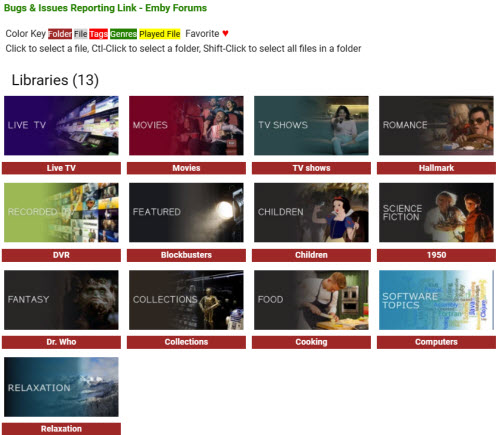 Bugs & Issues Reporting Link - Emby Forums
Color Key Folder File Tags Genres Played File Favorite ♥
Click to select a file, Ctl-Click to select a folder, Shift-Click to select all files in a folder
Libraries (13)
LIVE TV
MOVIES
TV SHOWS
ROMANCE
Live TV
Movies
TV shows
Hallmark
RECORDED TV
FEATURED
CHILDREN
SCIENCE
FICTION
DVR
Blockbusters
Children
1950
FANTASY
COLLECTIONS
FOOD
SOFTWARE
TOPICS
Dr. Who
Collections
Cooking
Computers
RELAXATION
Relaxation